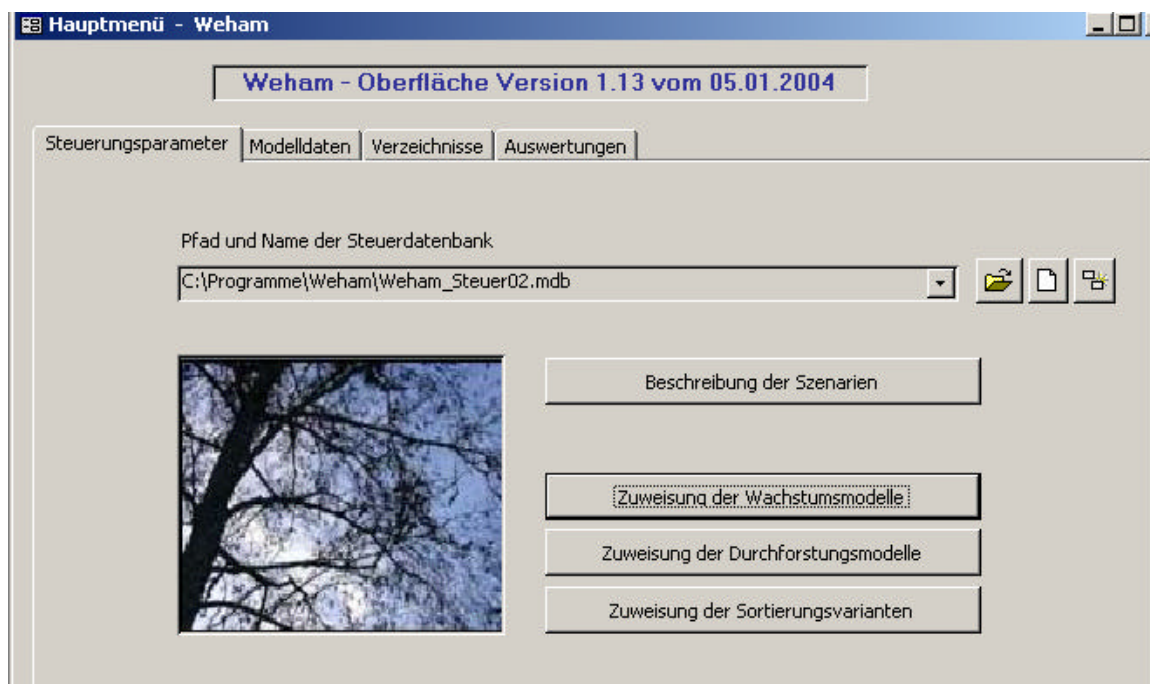 Hauptmenü - Weham
Weham - Oberfläche Version 1.13 vom 05.01.2004
Steuerungsparameter Modelldaten Verzeichnisse Auswertungen
Pfad und Name der Steuerdatenbank
C:\Programme\Weham\Weham_Steuer02.mdb
Beschreibung der Szenarien
Zuweisung der Wachstumsmodelle
Zuweisung der Durchforstungsmodelle
Zuweisung der Sortierungsvarianten